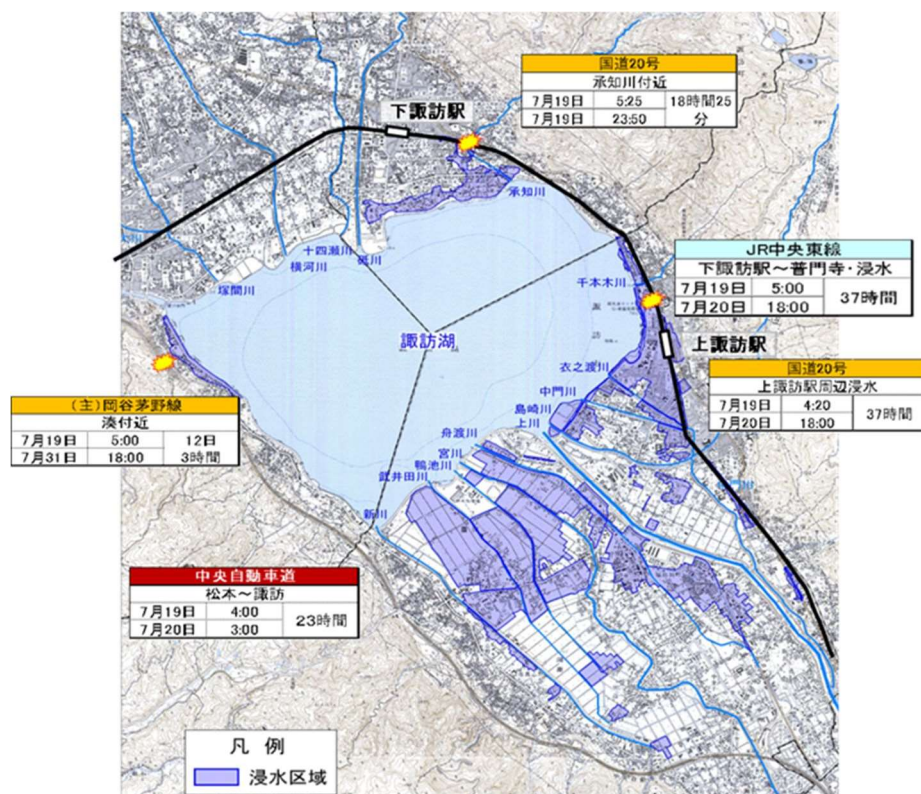 国道20号
承知川付近
7月19日 5:25 18時間25
7月19日 23:50 分
下諏訪駅
承知川
十四瀬川
砥川
横河川
塚間川
JR中央東線
下諏訪駅～普門寺・浸水
7月19日 5:00 37時間
7月20日 18:00
千本木川
諏訪湖
上諏訪駅
国道20号
上諏訪駅周辺浸水
7月19日 4:20 37時間
7月20日 18:00
衣之渡川
中門川
島崎川
上川
舟渡川
宮川
鴨池川
武井田川
新川
(主)岡谷茅野線
湊付近
7月19日 5:00 12日
7月31日 18:00 3時間
中央自動車道
松本～諏訪
7月19日 4:00 23時間
7月20日 3:00
凡例
浸水区域